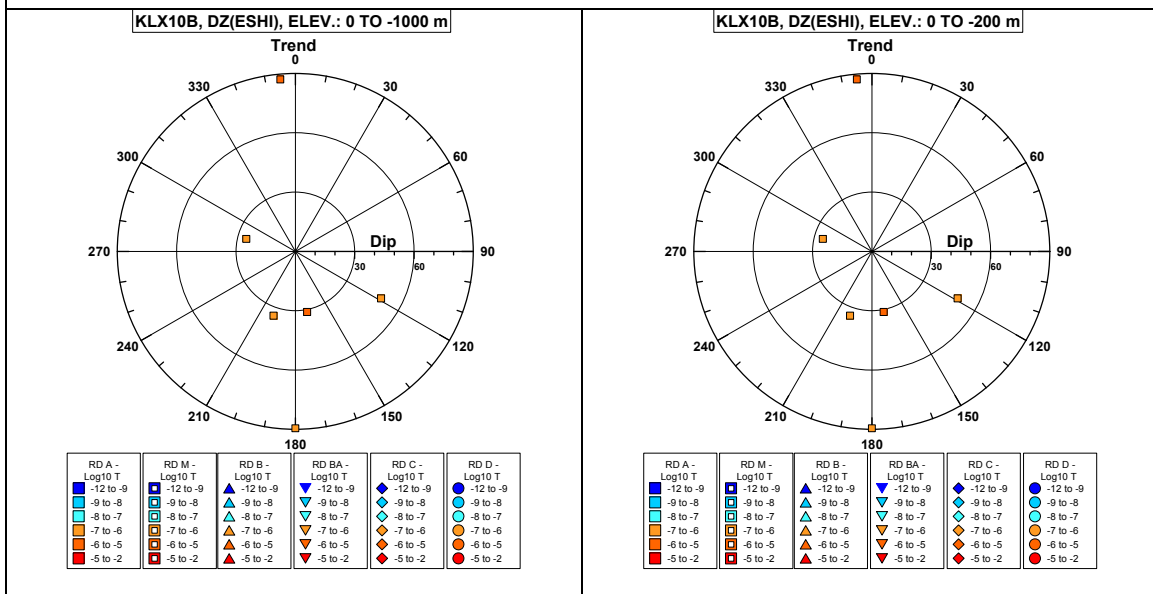 KLX10B, DZ(ESHI), ELEV.: 0 TO -1000 m
Trend
0
330 30
300 60
Dip
270 30 60 90
240 120
210 150
180
RD A - RD M - RD B - RD BA - RD C - RD D -
Log10 T Log10 T Log10 T Log10 T Log10 T Log10 T
-12 to -9 -12 to -9 -12 to -9 -12 to -9 -12 to -9 -12 to -9
-9 to -8 -9 to -8 -9 to -8 -9 to -8 -9 to -8 -9 to -8
-8 to -7 -8 to -7 -8 to -7 -8 to -7 -8 to -7 -8 to -7
-7 to -6 -7 to -6 -7 to -6 -7 to -6 -7 to -6 -7 to -6
-6 to -5 -6 to -5 -6 to -5 -6 to -5 -6 to -5 -6 to -5
-5 to -2 -5 to -2 -5 to -2 -5 to -2 -5 to -2 -5 to -2
KLX10B, DZ(ESHI), ELEV.: 0 TO -200 m
Trend
0
330 30
300 60
Dip
270 30 60 90
240 120
210 150
180
RD A - RD M - RD B - RD BA - RD C - RD D -
Log10 T Log10 T Log10 T Log10 T Log10 T Log10 T
-12 to -9 -12 to -9 -12 to -9 -12 to -9 -12 to -9 -12 to -9
-9 to -8 -9 to -8 -9 to -8 -9 to -8 -9 to -8 -9 to -8
-8 to -7 -8 to -7 -8 to -7 -8 to -7 -8 to -7 -8 to -7
-7 to -6 -7 to -6 -7 to -6 -7 to -6 -7 to -6 -7 to -6
-6 to -5 -6 to -5 -6 to -5 -6 to -5 -6 to -5 -6 to -5
-5 to -2 -5 to -2 -5 to -2 -5 to -2 -5 to -2 -5 to -2